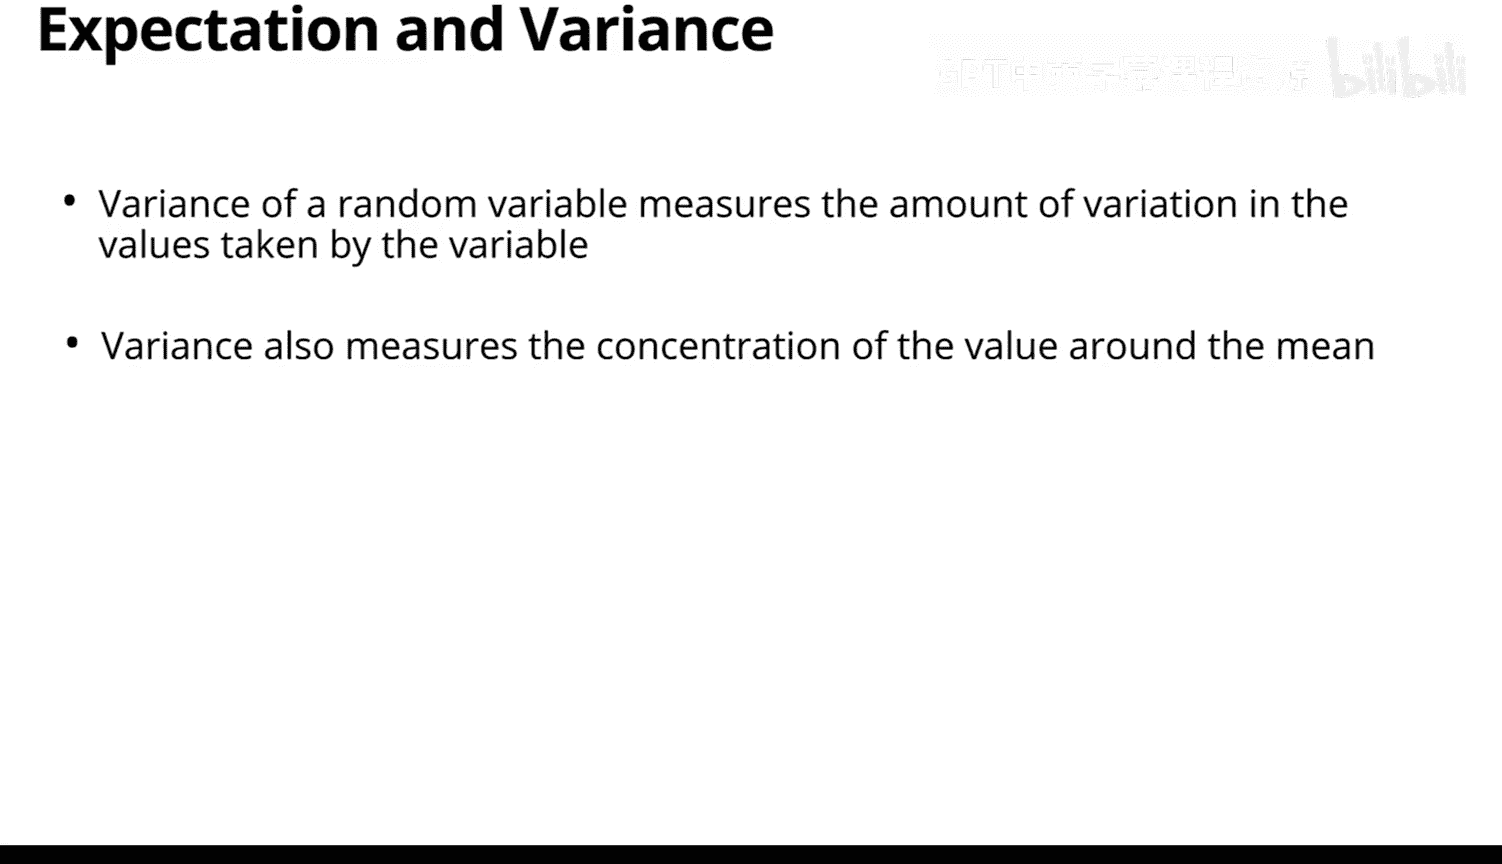 Expectation and Variance
bilibili
• Variance of a random variable measures the amount of variation in the
values taken by the variable
• Variance also measures the concentration of the value around the mean